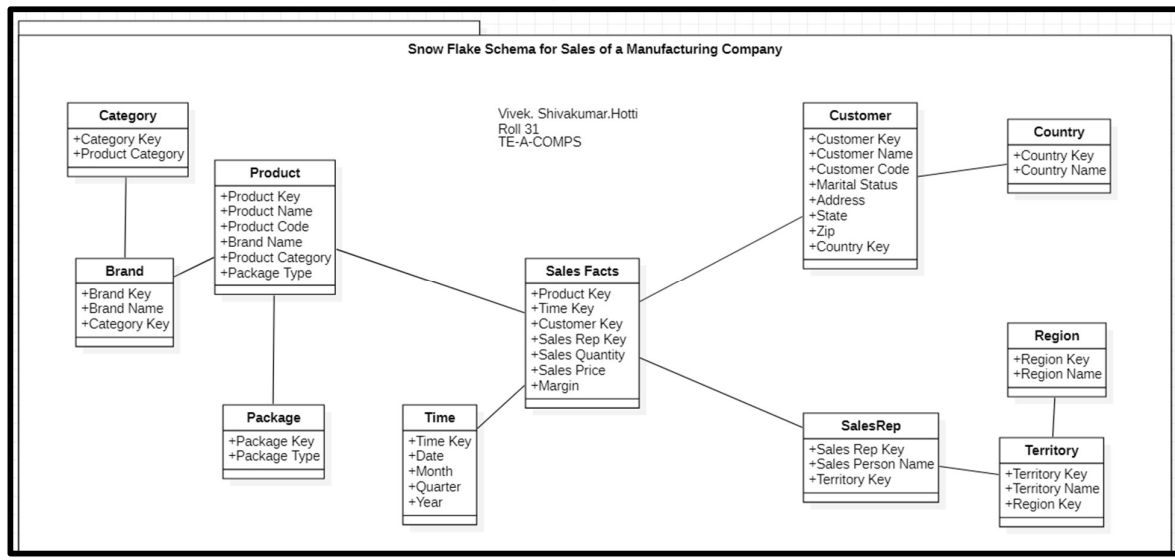 Snow Flake Schema for Sales of a Manufacturing Company
Vivek. Shivakumar.Hotti
Roll 31
TE-A-COMPS
Category
+Category Key
+Product Category
Product
+Product Key
+Product Name
+Product Code
+Brand Name
+Product Category
+Package Type
Brand
+Brand Key
+Brand Name
+Category Key
Package
+Package Key
+Package Type
Time
+Time Key
+Date
+Month
+Quarter
+Year
Sales Facts
+Product Key
+Time Key
+Customer Key
+Sales Rep Key
+Sales Quantity
+Sales Price
+Margin
Customer
+Customer Key
+Customer Name
+Customer Code
+Marital Status
+Address
+State
+Zip
+Country Key
Country
+Country Key
+Country Name
Region
+Region Key
+Region Name
SalesRep
+Sales Rep Key
+Sales Person Name
+Territory Key
Territory
+Territory Key
+Territory Name
+Region Key